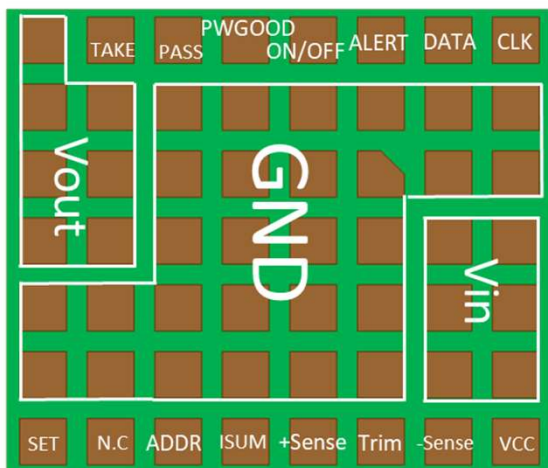 TAKE PASS PWGOOD ON/OFF ALERT DATA CLK
Vout
GND
Vin
SET N.C ADDR ISUM +Sense Trim -Sense VCC